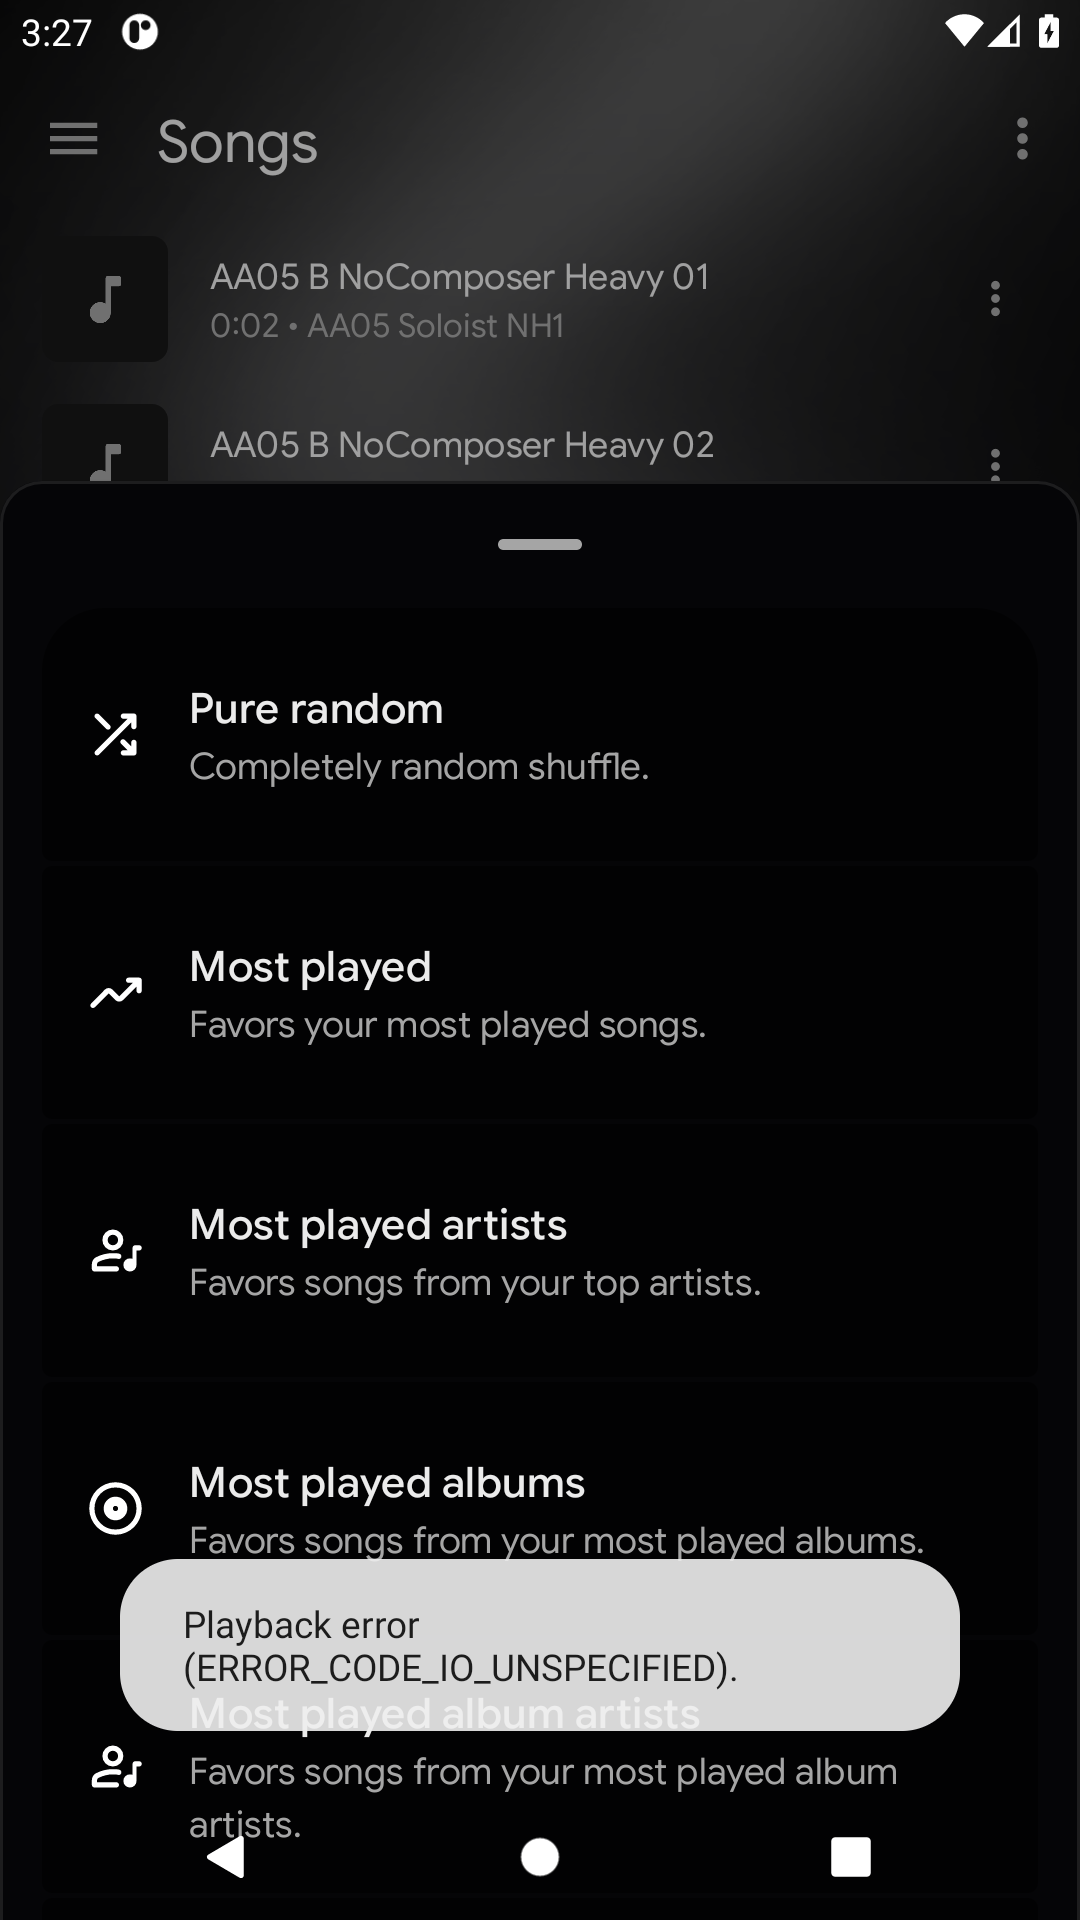 3:27
Songs
AA05 B NoComposer Heavy 01
0:02 • AA05 Soloist NH1
AA05 B NoComposer Heavy 02
Pure random
Completely random shuffle.
Most played
Favors your most played songs.
Most played artists
Favors songs from your top artists.
Most played albums
Favors songs from your most played albums.
Playback error
(ERROR_CODE_IO_UNSPECIFIED).
Most played album artists
Favors songs from your most played album
artists.